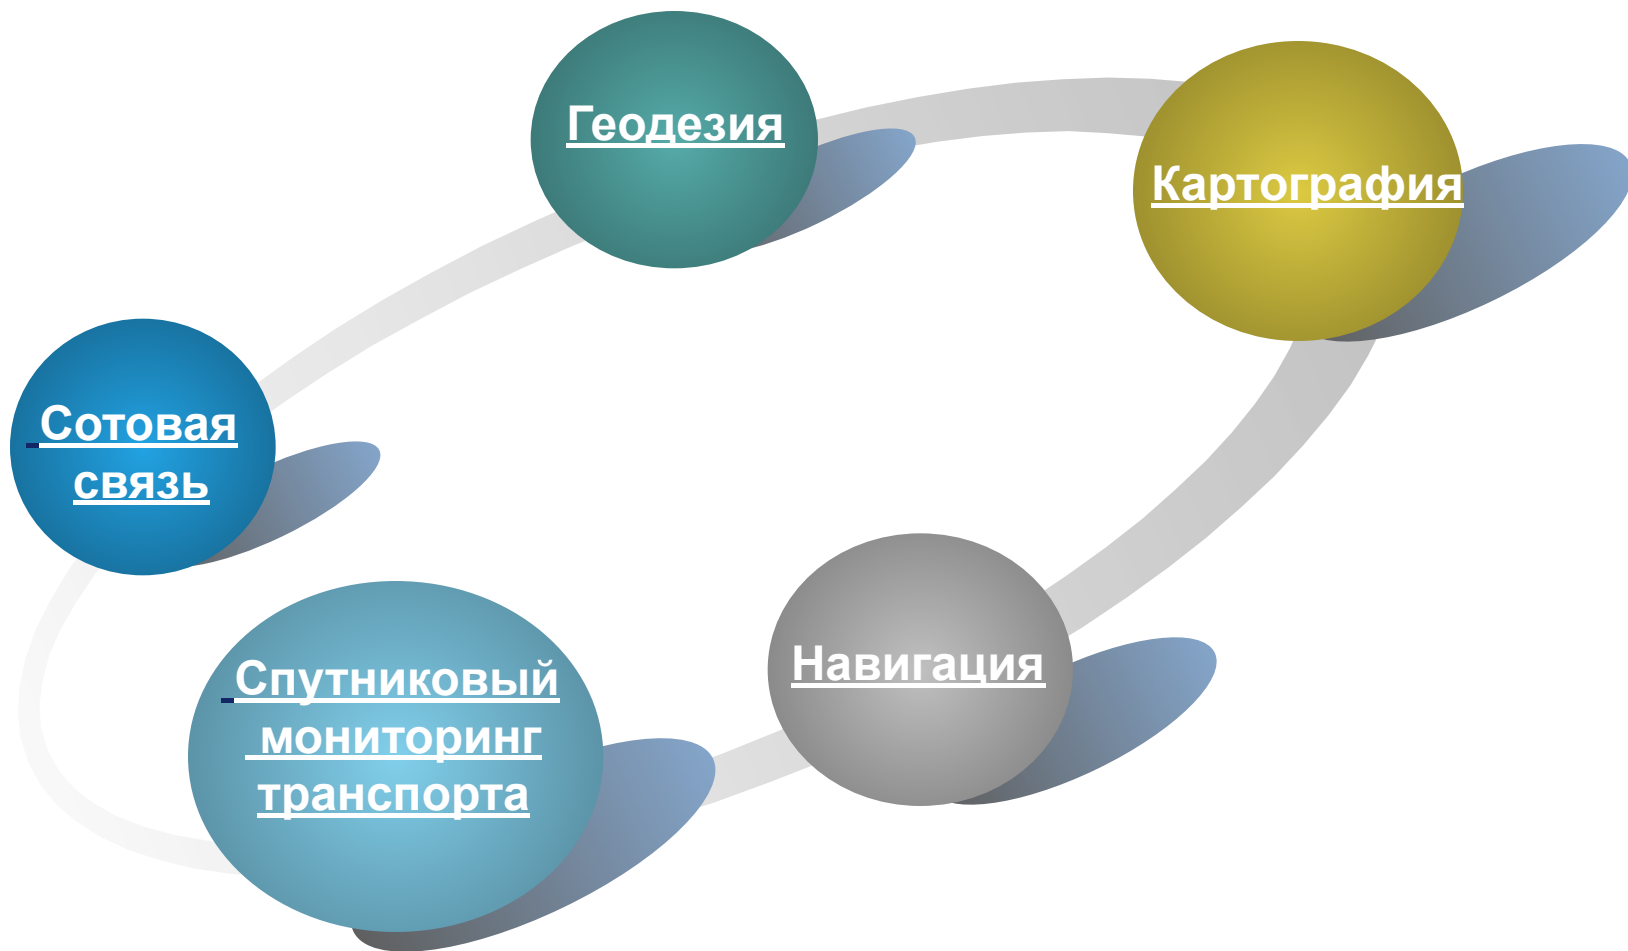 Геодезия
Картография
Сотовая
связь
Навигация
Спутниковый
мониторинг
транспорта